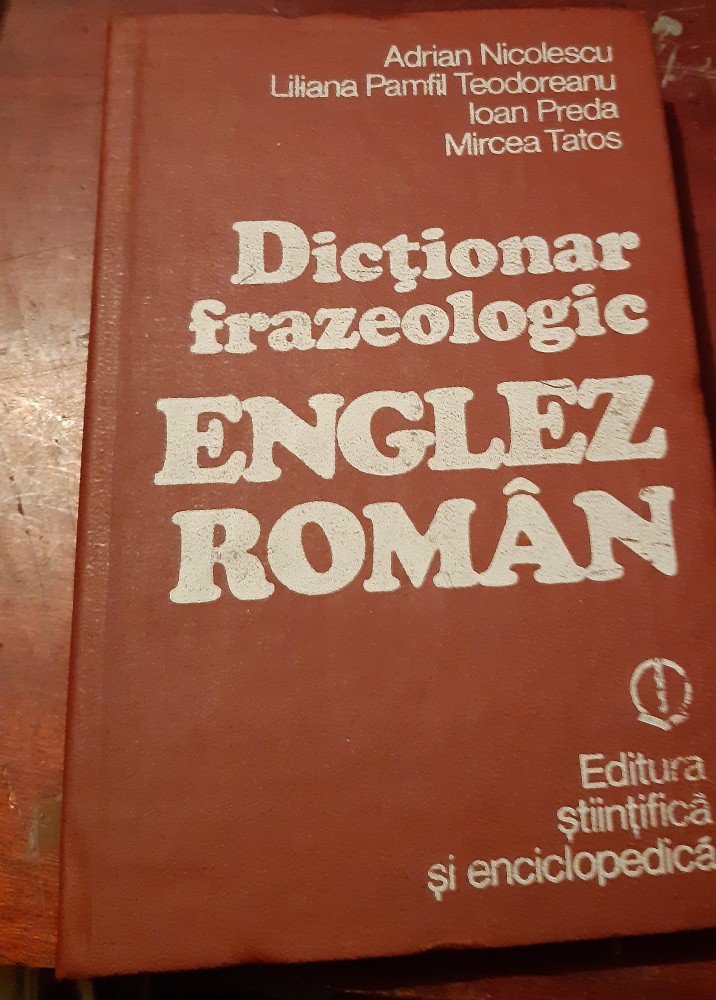 Adrian Nicolescu
Liliana Pamfil Teodoreanu
Ioan Preda
Mircea Tatos
Dicţionar
frazeologic
ENGLEZ
ROMÂN
Editura
ştiinţifică
şi enciclopedică